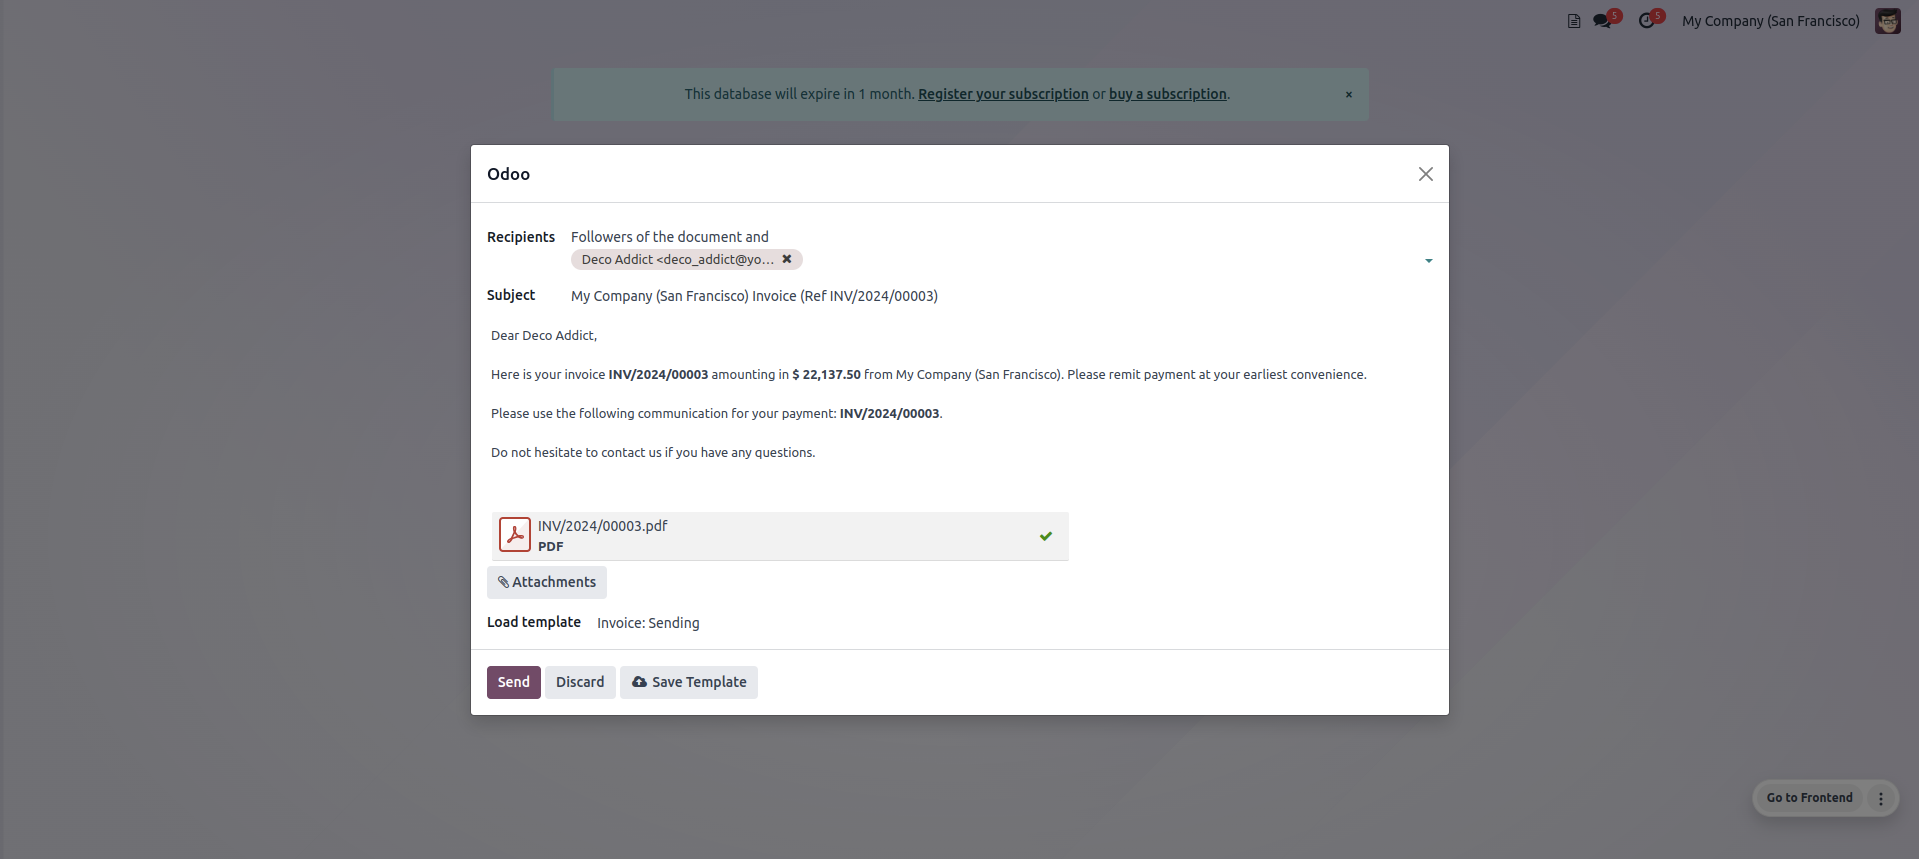 5
5
My Company (San Francisco)
This database will expire in 1 month. Register your subscription or buy a subscription.
×
Odoo
Recipients
Followers of the document and
Deco Addict <deco_addict@yo...
Subject
My Company (San Francisco) Invoice (Ref INV/2024/00003)
Dear Deco Addict,
Here is your invoice INV/2024/00003 amounting in $ 22,137.50 from My Company (San Francisco). Please remit payment at your earliest convenience.
Please use the following communication for your payment: INV/2024/00003.
Do not hesitate to contact us if you have any questions.
INV/2024/00003.pdf
PDF
Attachments
Load template
Invoice: Sending
Send
Discard
Save Template
Go to Frontend